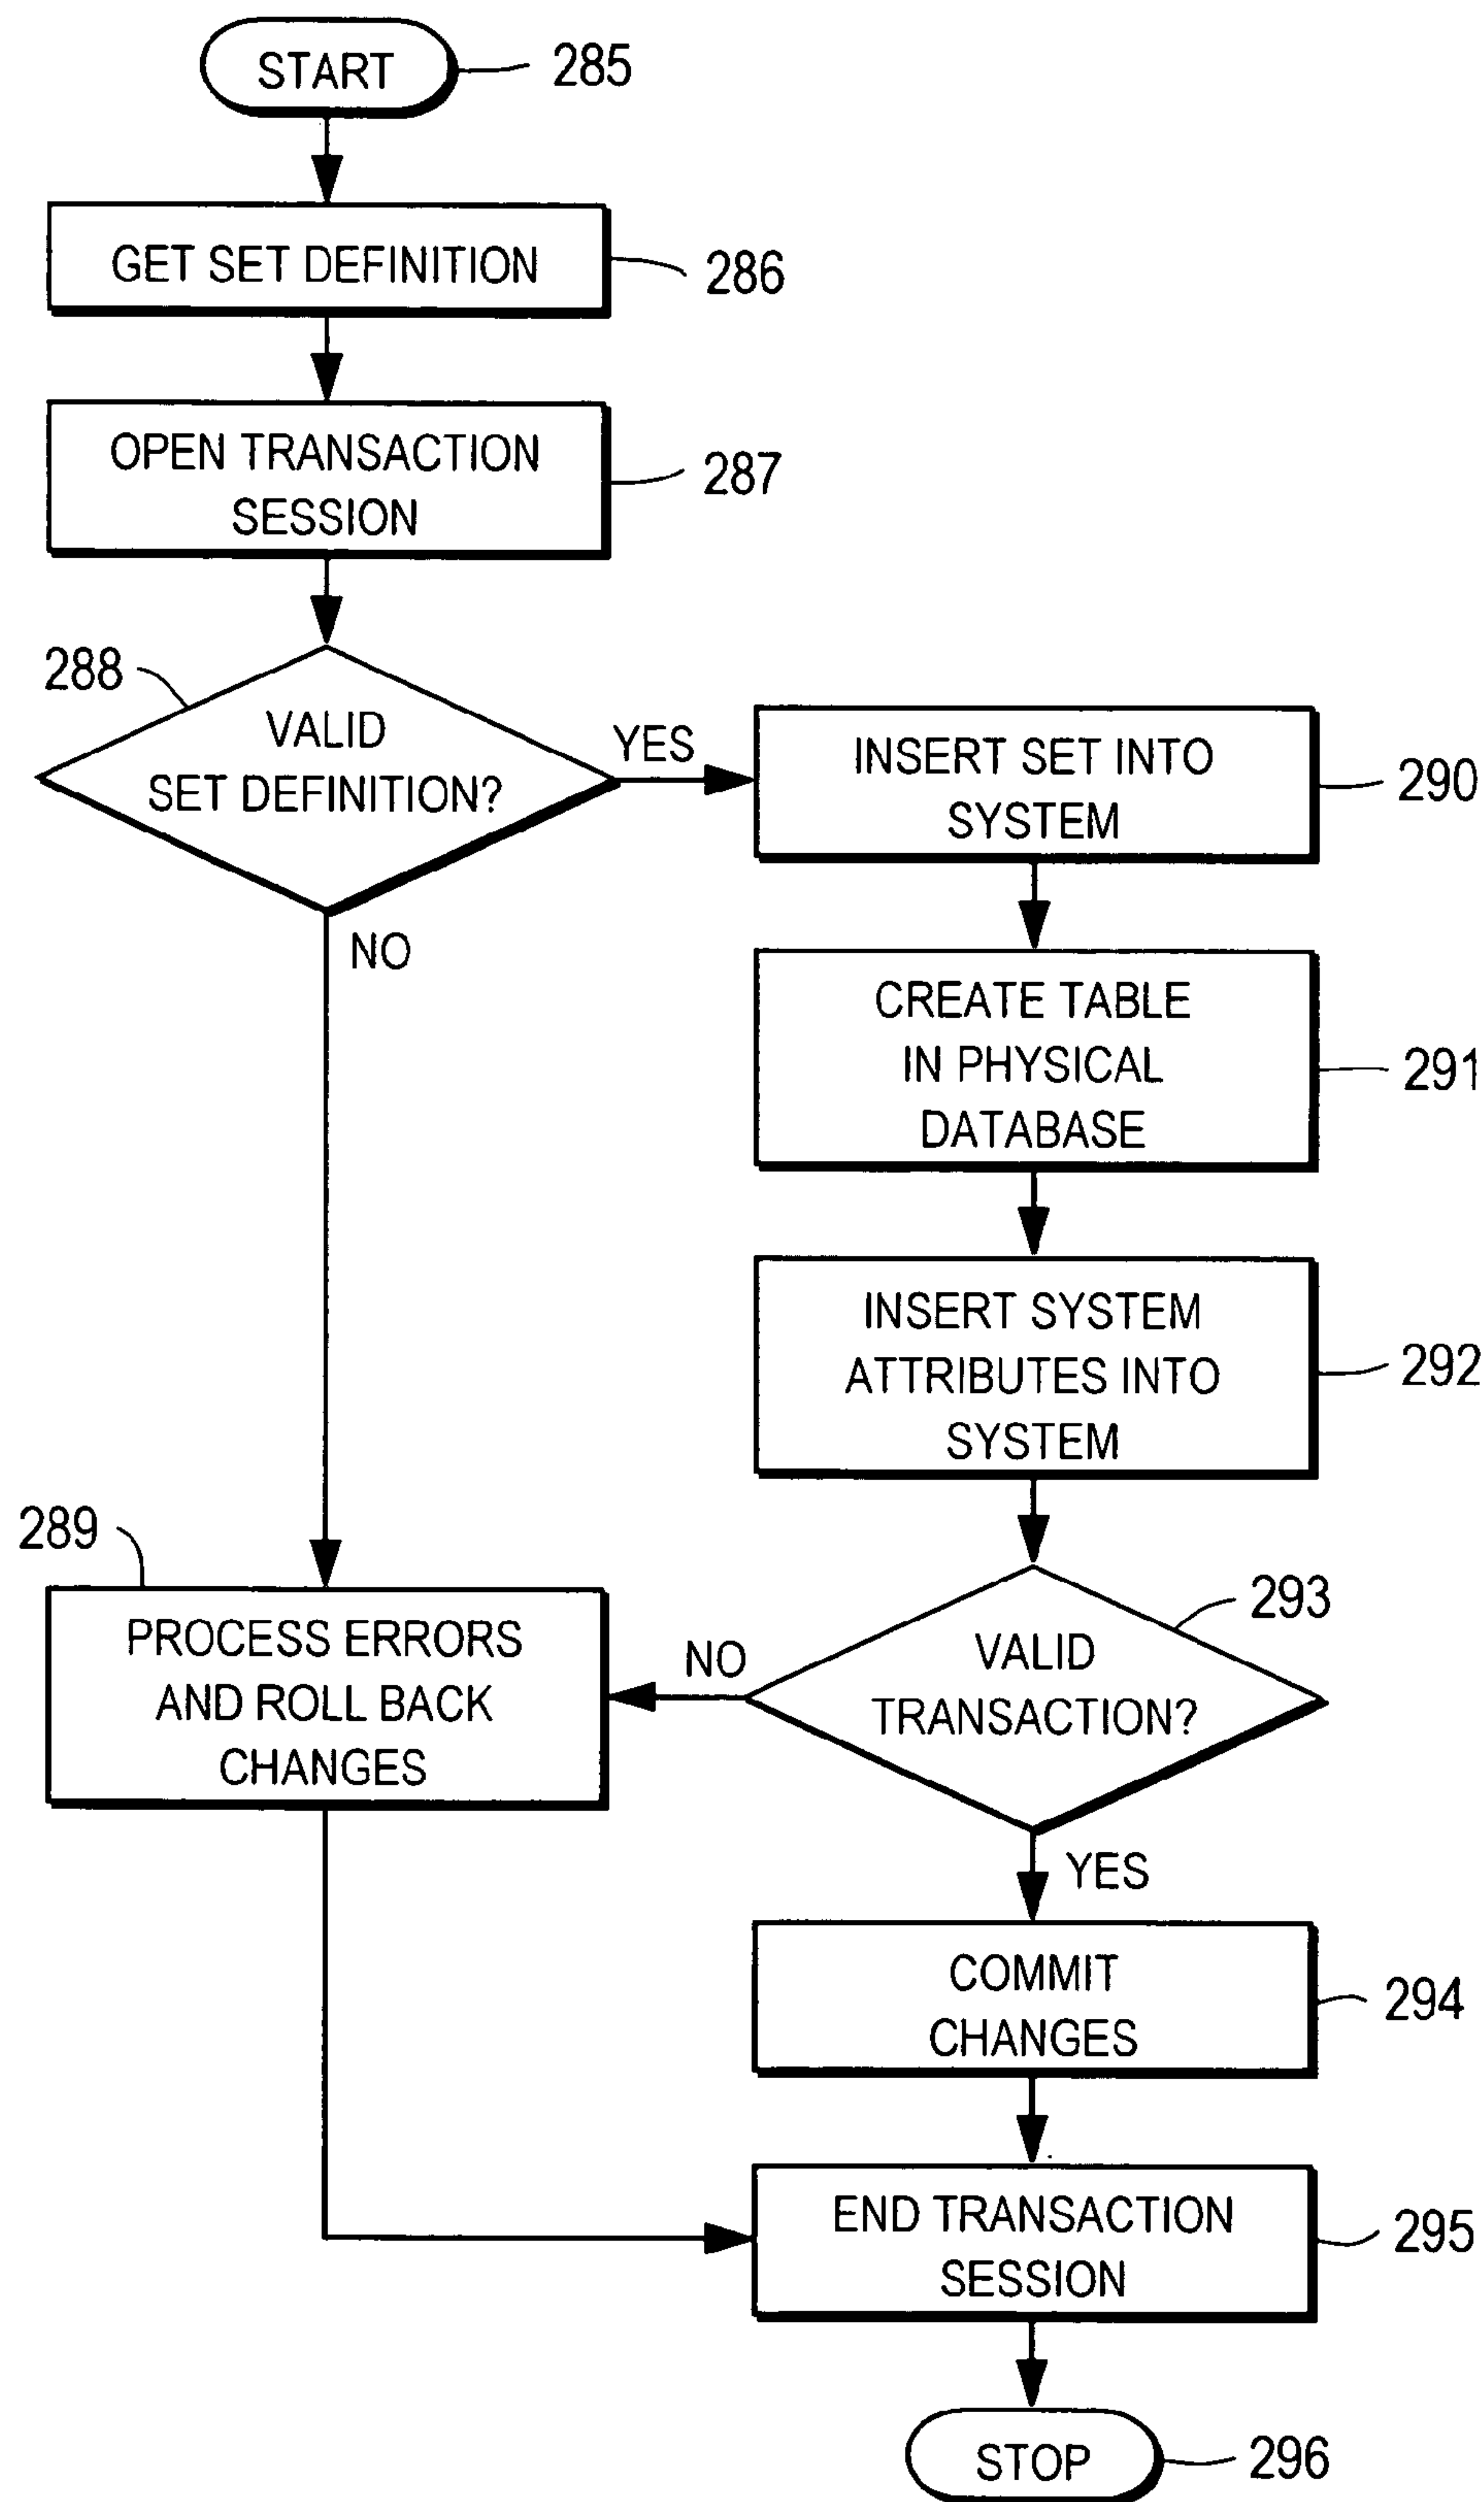 START
285
GET SET DEFINITION
286
OPEN TRANSACTION
SESSION
287
288
VALID
SET DEFINITION?
YES
NO
INSERT SET INTO
SYSTEM
290
CREATE TABLE
IN PHYSICAL
DATABASE
291
INSERT SYSTEM
ATTRIBUTES INTO
SYSTEM
292
289
PROCESS ERRORS
AND ROLL BACK
CHANGES
NO
VALID
TRANSACTION?
293
YES
COMMIT
CHANGES
294
END TRANSACTION
SESSION
295
STOP
296